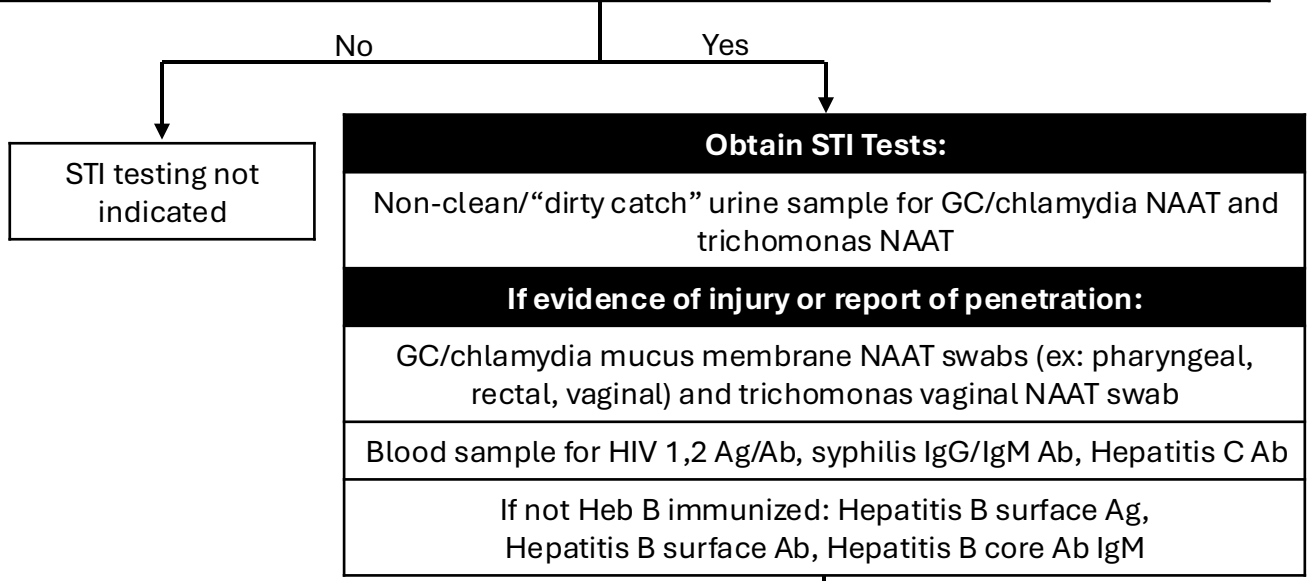 No
Yes
STI testing not
indicated
Obtain STI Tests:
Non-clean/“dirty catch” urine sample for GC/chlamydia NAAT and
trichomonas NAAT
If evidence of injury or report of penetration:
GC/chlamydia mucus membrane NAAT swabs (ex: pharyngeal,
rectal, vaginal) and trichomonas vaginal NAAT swab
Blood sample for HIV 1,2 Ag/Ab, syphilis IgG/IgM Ab, Hepatitis C Ab
If not Heb B immunized: Hepatitis B surface Ag,
Hepatitis B surface Ab, Hepatitis B core Ab IgM